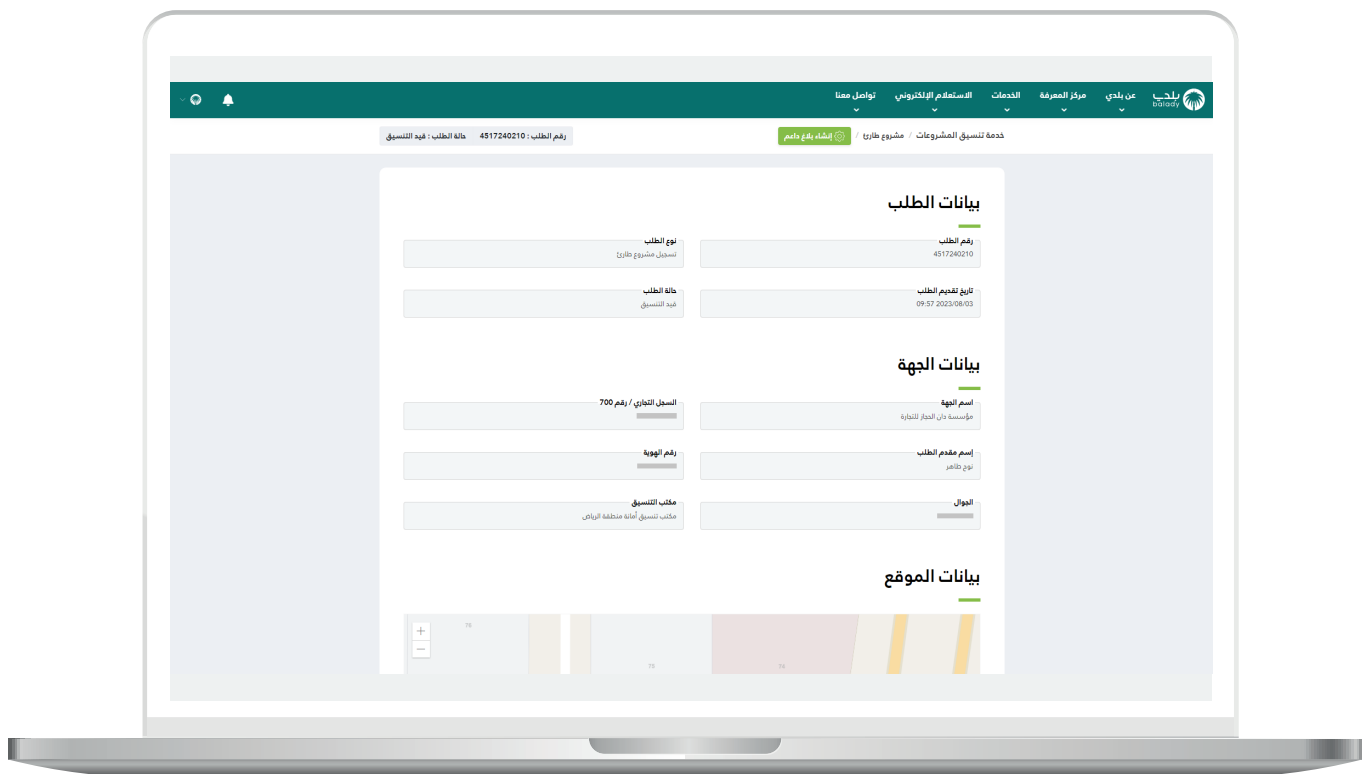 بلدي
balady
عن بلدي
مركز المعرفة
الخدمات
الاستعلام الإلكتروني
تواصل معنا
خدمة تنسيق المشروعات / مشروع طارئ / إنشاء بلاغ داعم
رقم الطلب : 4517240210 حالة الطلب : قيد التنسيق
بيانات الطلب
رقم الطلب
4517240210
نوع الطلب
تسجيل مشروع طارئ
تاريخ تقديم الطلب
09:57 2023/08/03
حالة الطلب
قيد التنسيق
بيانات الجهة
اسم الجهة
مؤسسة دان الحجاز للتجارة
السجل التجاري / رقم 700
إسم مقدم الطلب
نوح طاهر
رقم الهوية
الجوال
مكتب التنسيق
مكتب تنسيق أمانة منطقة الرياض
بيانات الموقع
+
−